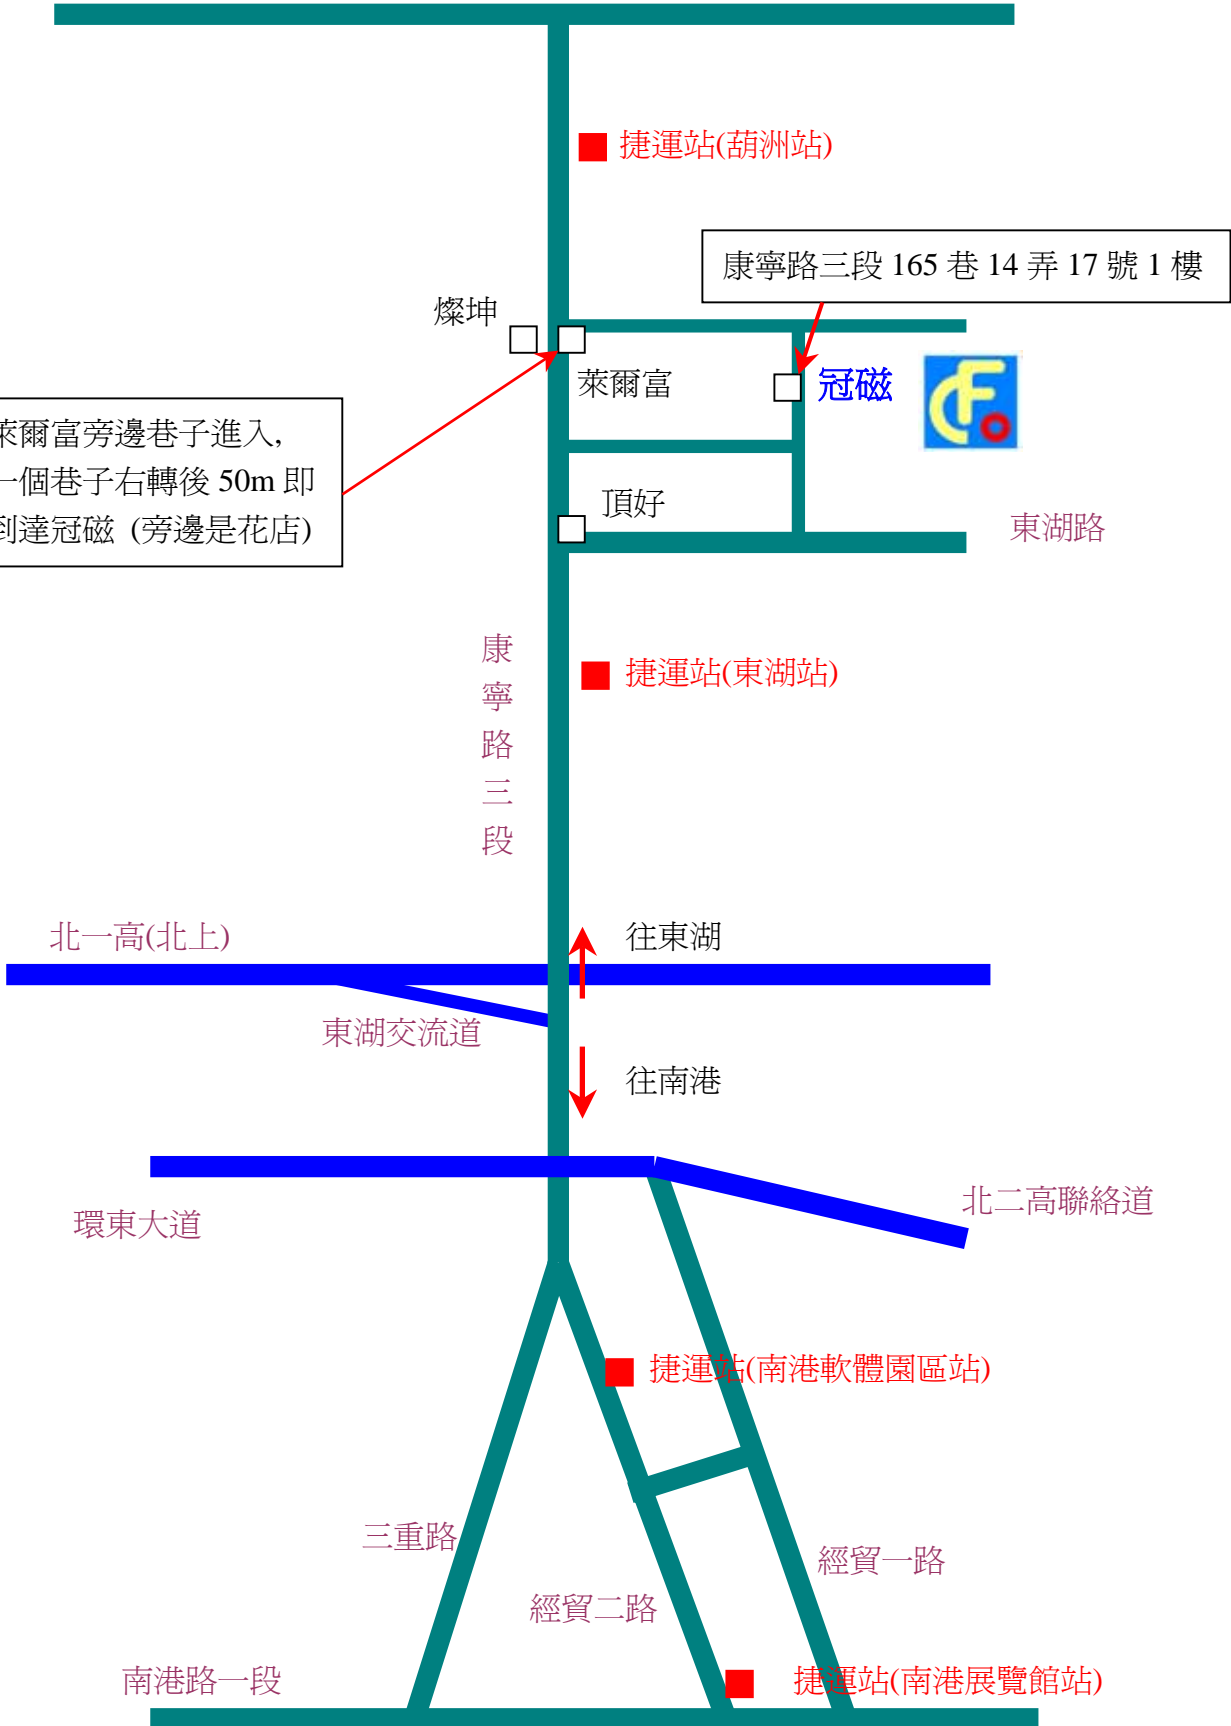 捷運站(葫洲站)
康寧路三段 165 巷 14 弄 17 號 1 樓
燦坤
萊爾富
冠磁
CFo
萊爾富旁邊巷子進入,
一個巷子右轉後 50m 即
到達冠磁 (旁邊是花店)
頂好
東湖路
康寧路三段
捷運站(東湖站)
北一高(北上)
往東湖
東湖交流道
往南港
環東大道
北二高聯絡道
捷運站(南港軟體園區站)
三重路
經貿一路
經貿二路
南港路一段
捷運站(南港展覽館站)